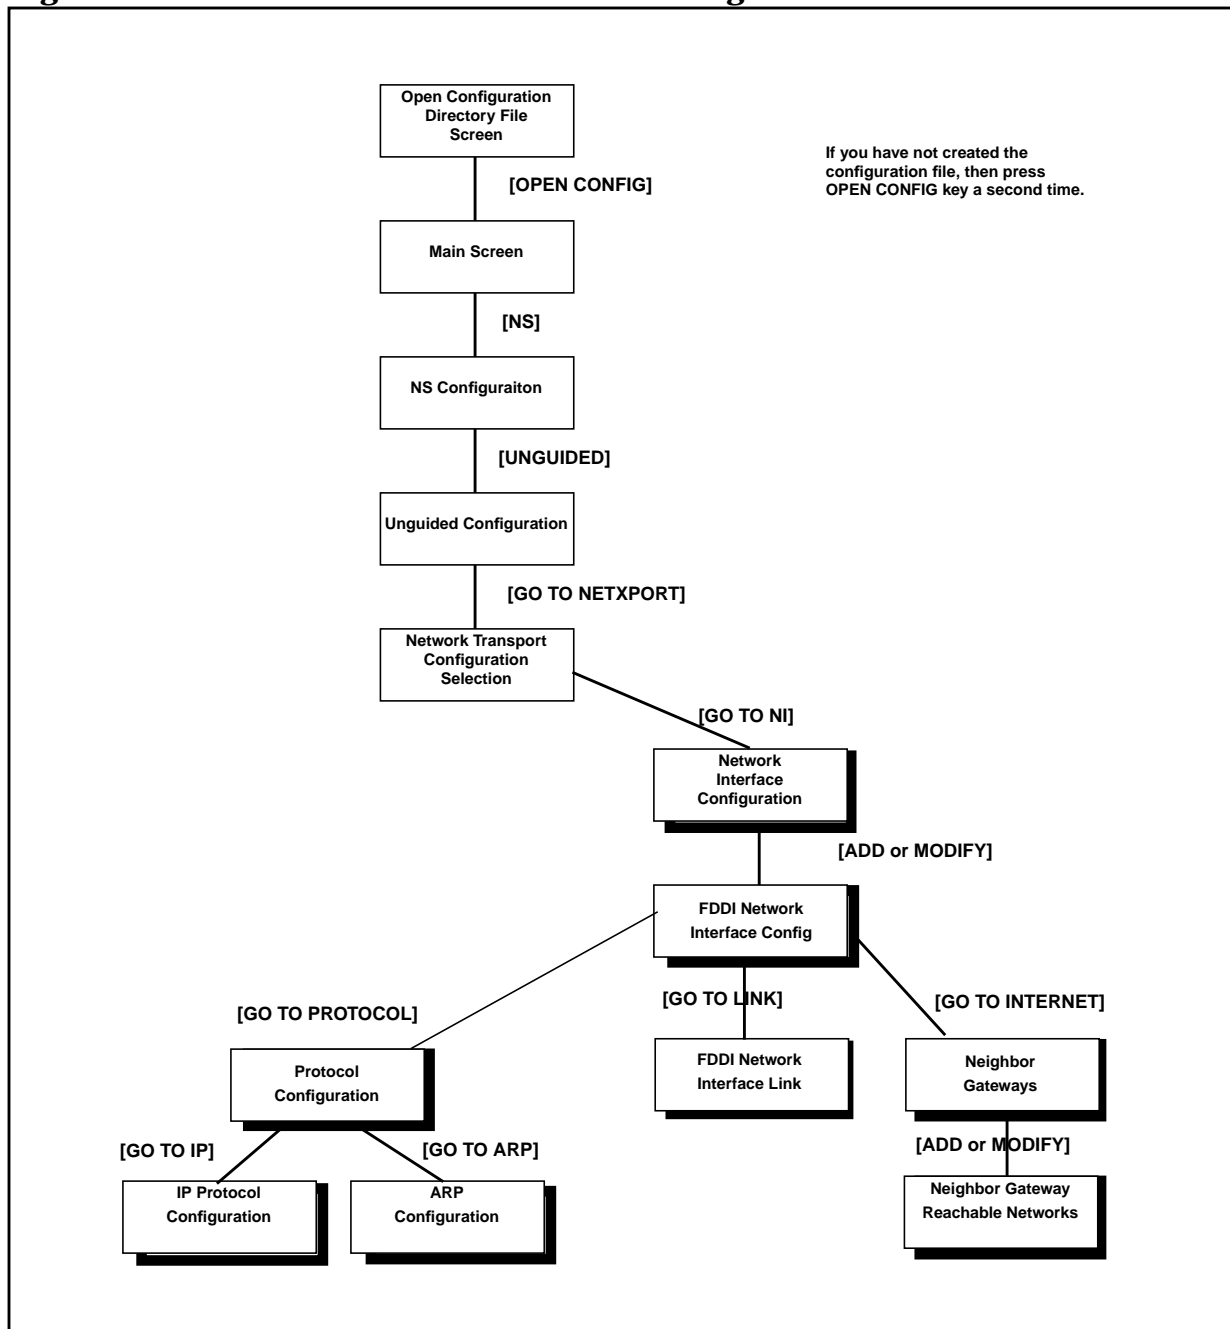 Open Configuration
Directory File
Screen
If you have not created the
configuration file, then press
OPEN CONFIG key a second time.
[OPEN CONFIG]
Main Screen
[NS]
NS Configuraiton
[UNGUIDED]
Unguided Configuration
[GO TO NETXPORT]
Network Transport
Configuration
Selection
[GO TO NI]
Network
Interface
Configuration
[ADD or MODIFY]
FDDI Network
Interface Config
[GO TO PROTOCOL]
[GO TO LINK]
[GO TO INTERNET]
Protocol
Configuration
FDDI Network
Interface Link
Neighbor
Gateways
[GO TO IP]
[GO TO ARP]
[ADD or MODIFY]
IP Protocol
Configuration
ARP
Configuration
Neighbor Gateway
Reachable Networks